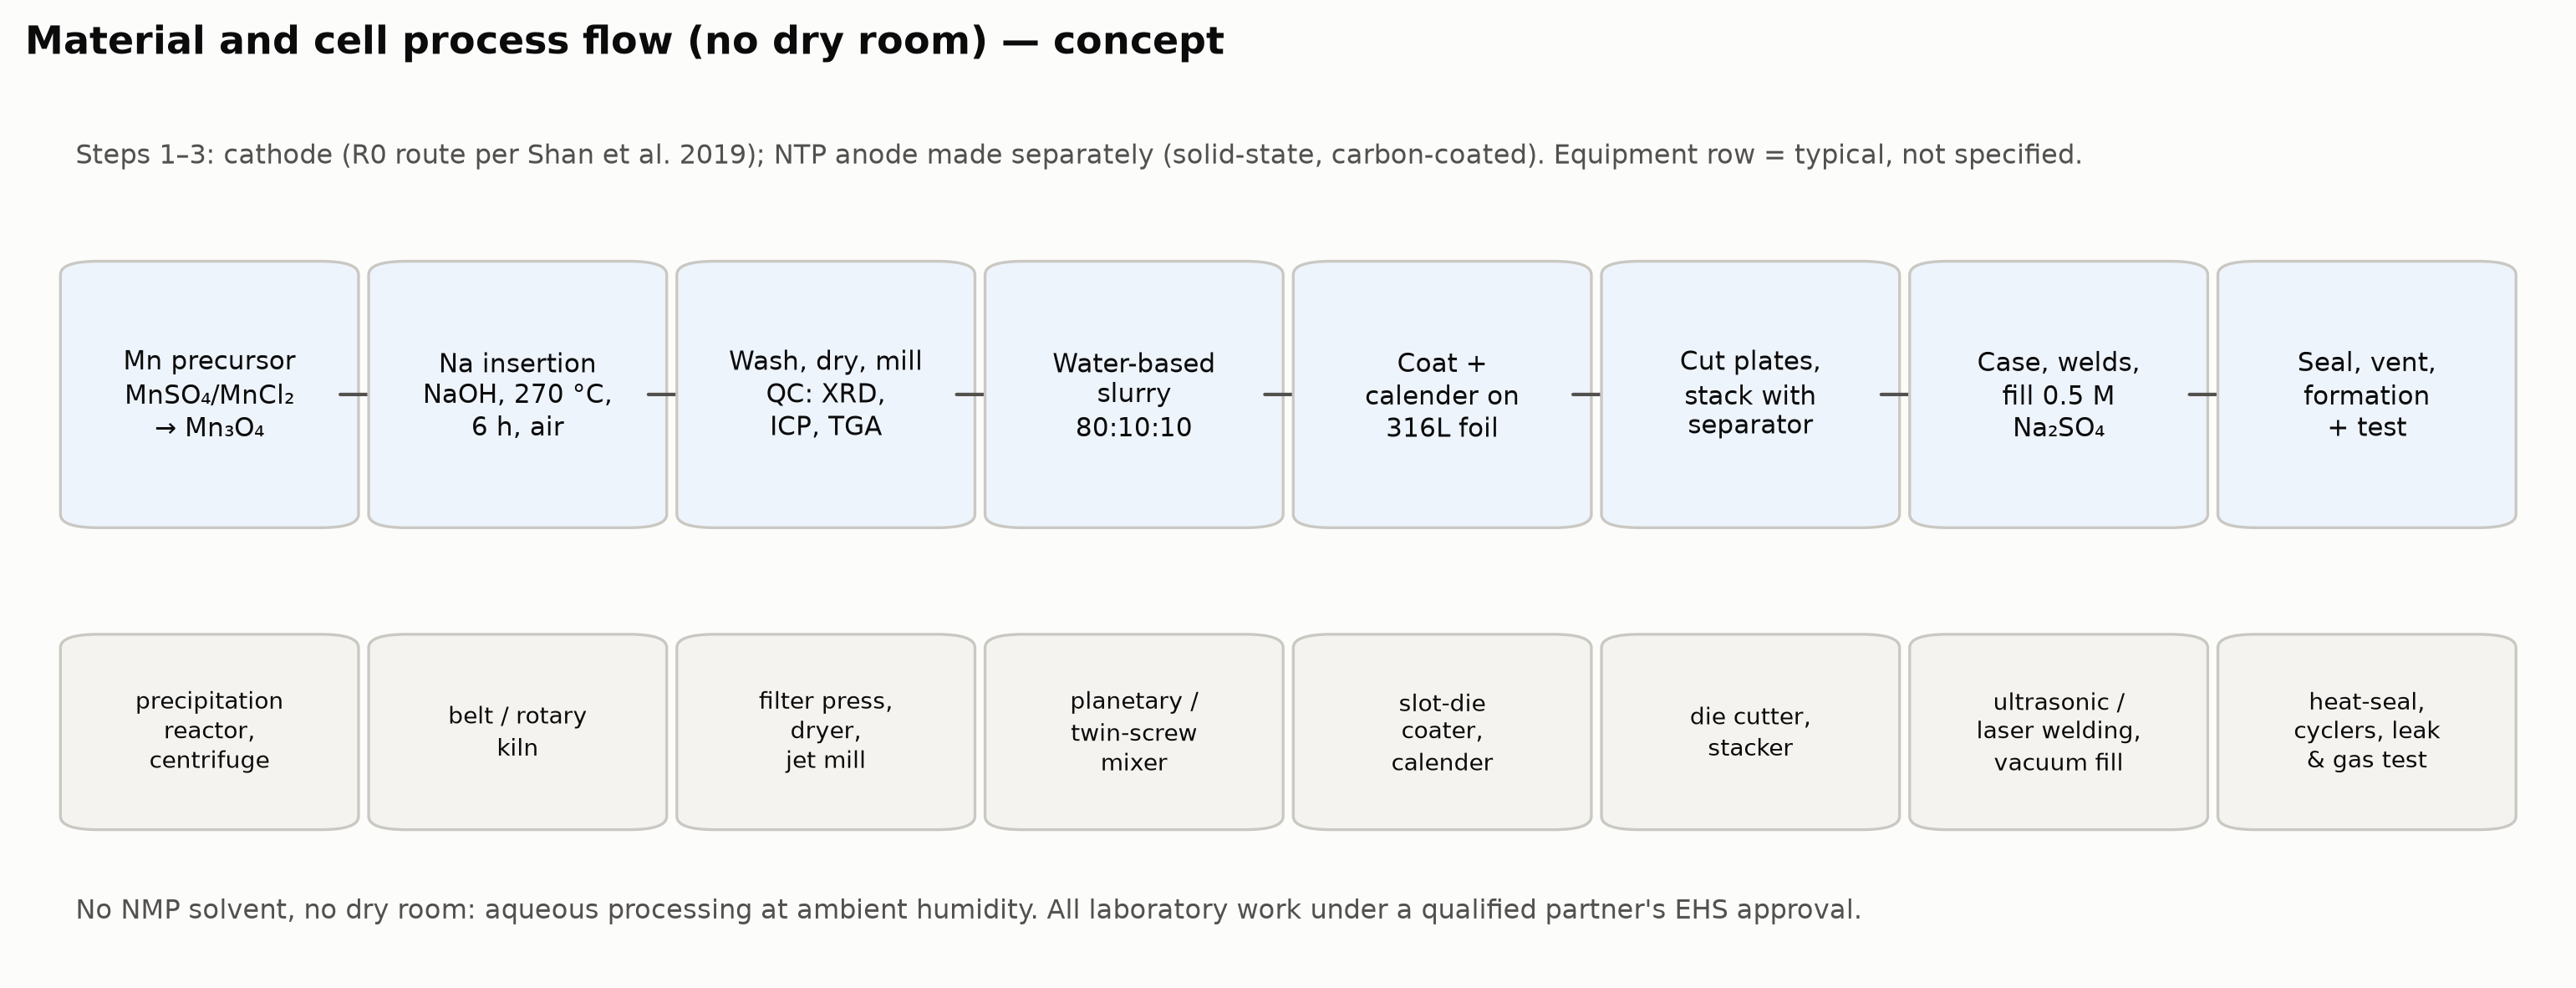 Material and cell process flow (no dry room) — concept
Steps 1–3: cathode (R0 route per Shan et al. 2019); NTP anode made separately (solid-state, carbon-coated). Equipment row = typical, not specified.
Mn precursor
MnSO₄/MnCl₂
→ Mn₃O₄
Na insertion
NaOH, 270 °C,
6 h, air
Wash, dry, mill
QC: XRD,
ICP, TGA
Water-based
slurry
80:10:10
Coat +
calender on
316L foil
Cut plates,
stack with
separator
Case, welds,
fill 0.5 M
Na₂SO₄
Seal, vent,
formation
+ test
precipitation
reactor,
centrifuge
belt / rotary
kiln
filter press,
dryer,
jet mill
planetary /
twin-screw
mixer
slot-die
coater,
calender
die cutter,
stacker
ultrasonic /
laser welding,
vacuum fill
heat-seal,
cyclers, leak
& gas test
No NMP solvent, no dry room: aqueous processing at ambient humidity. All laboratory work under a qualified partner's EHS approval.